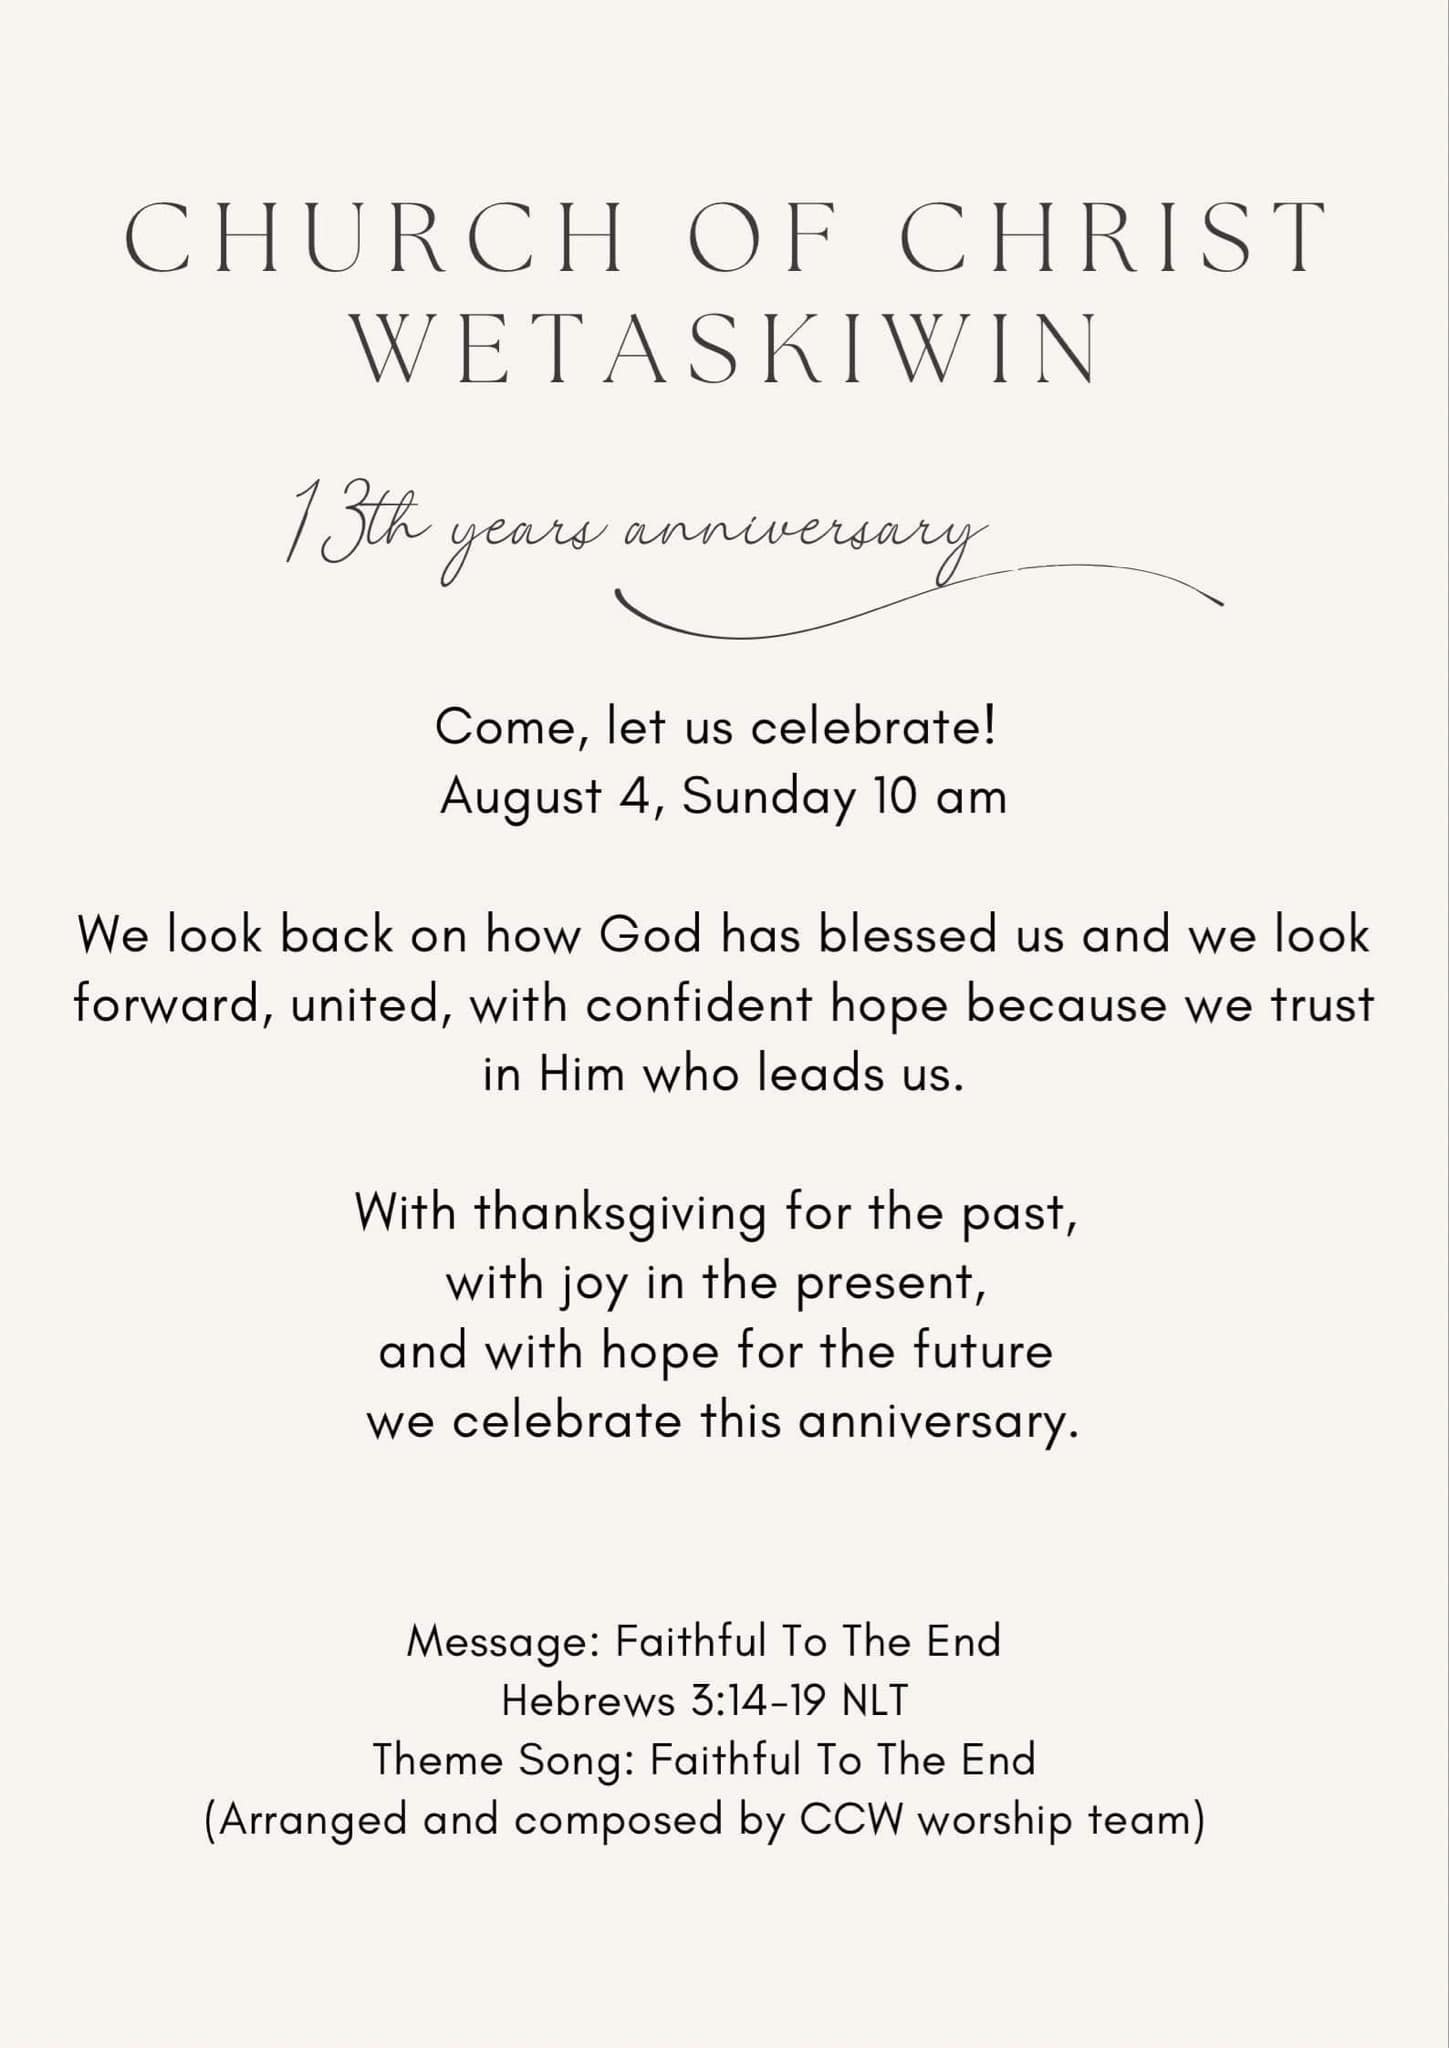 CHURCH OF CHRIST
WETASKIWIN
13th years anniversary
Come, let us celebrate!
August 4, Sunday 10 am
We look back on how God has blessed us and we look
forward, united, with confident hope because we trust
in Him who leads us.
With thanksgiving for the past,
with joy in the present,
and with hope for the future
we celebrate this anniversary.
Message: Faithful To The End
Hebrews 3:14-19 NLT
Theme Song: Faithful To The End
(Arranged and composed by CCW worship team)